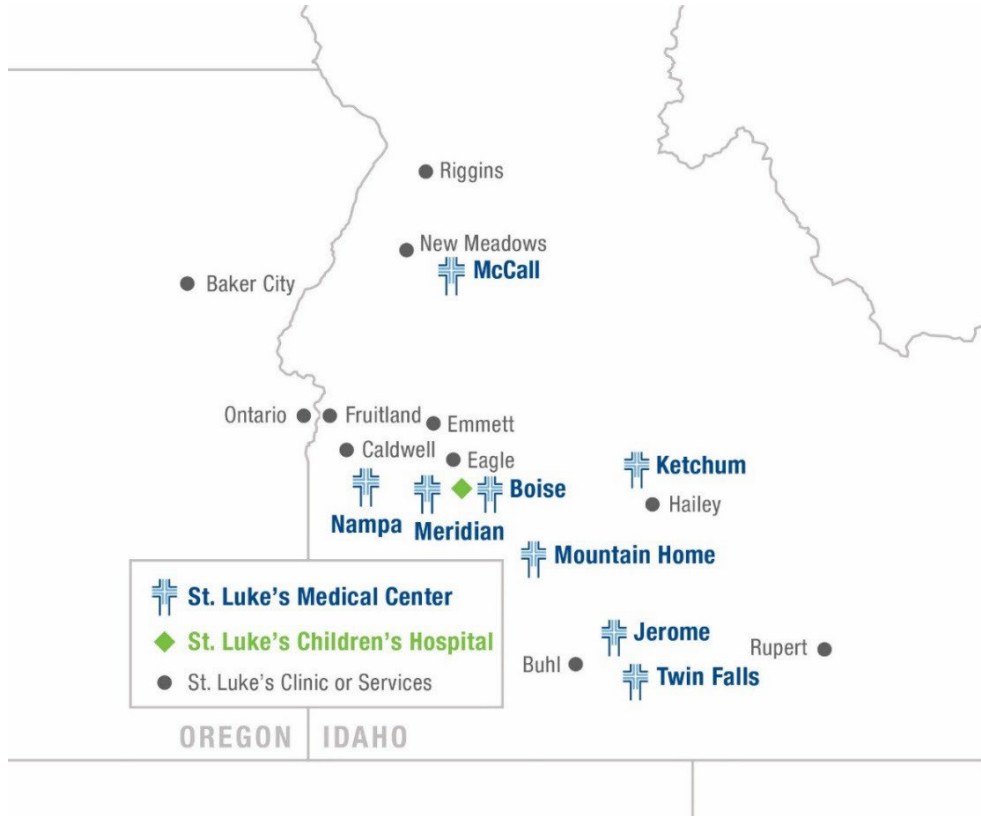 Riggins
New Meadows
McCall
Baker City
Ontario
Fruitland
Emmett
Caldwell
Eagle
Ketchum
Nampa
Meridian
Boise
Hailey
Mountain Home
St. Luke's Medical Center
St. Luke's Children's Hospital
St. Luke's Clinic or Services
Jerome
Buhl
Rupert
Twin Falls
OREGON
IDAHO